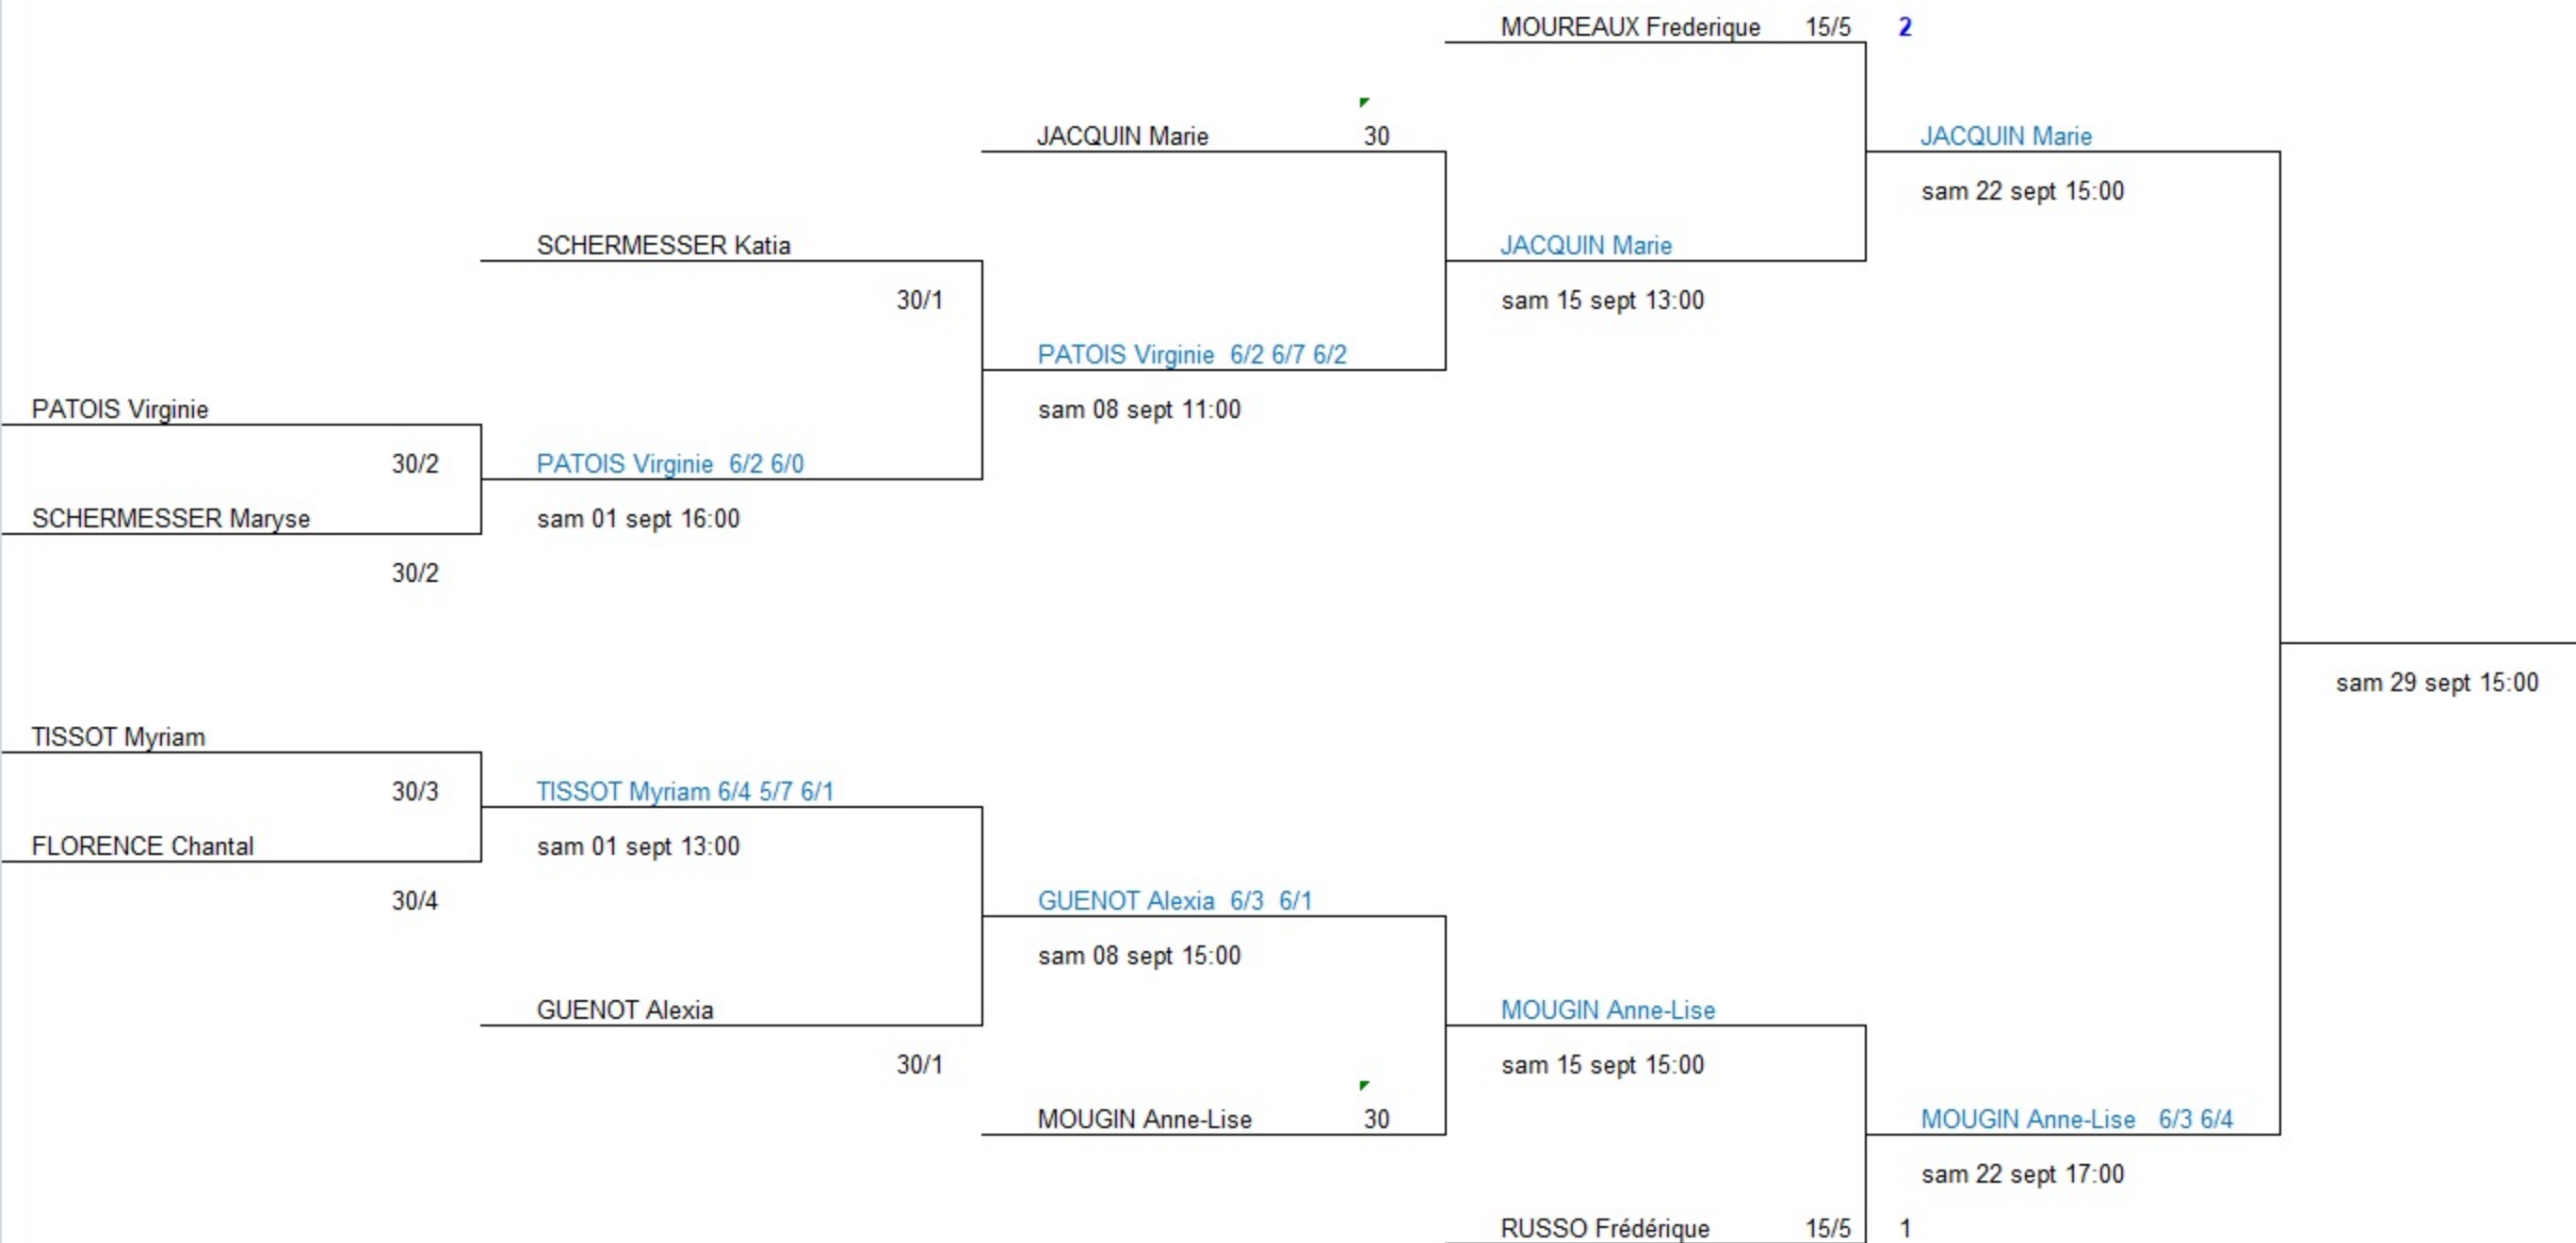 MOUREAUX Frederique 15/5 2
JACQUIN Marie 30 JACQUIN Marie
sam 22 sept 15:00
SCHERMESSER Katia JACQUIN Marie
30/1 sam 15 sept 13:00
PATOIS Virginie 6/2 6/7 6/2
PATOIS Virginie sam 08 sept 11:00
30/2 PATOIS Virginie 6/2 6/0
SCHERMESSER Maryse sam 01 sept 16:00
30/2
sam 29 sept 15:00
TISSOT Myriam
30/3 TISSOT Myriam 6/4 5/7 6/1
FLORENCE Chantal sam 01 sept 13:00
30/4 GUENOT Alexia 6/3 6/1
sam 08 sept 15:00
GUENOT Alexia MOUGIN Anne-Lise
30/1 sam 15 sept 15:00
MOUGIN Anne-Lise 30 MOUGIN Anne-Lise 6/3 6/4
sam 22 sept 17:00
RUSSO Frédérique 15/5 1